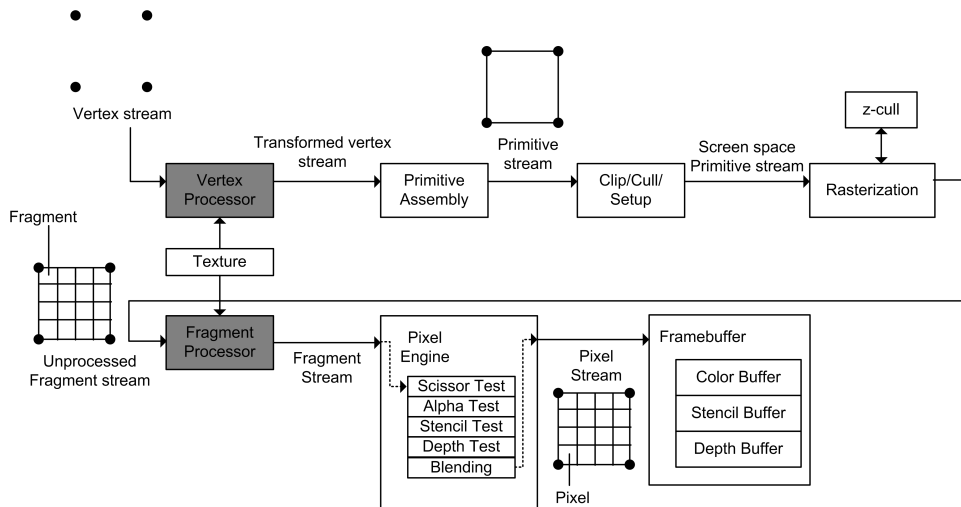 Vertex stream
Transformed vertex
stream
Primitive
stream
Screen space
Primitive stream
z-cull
Vertex
Processor
Primitive
Assembly
Clip/Cull/
Setup
Rasterization
Fragment
Texture
Unprocessed
Fragment stream
Fragment
Processor
Fragment
Stream
Pixel
Engine
Scissor Test
Alpha Test
Stencil Test
Depth Test
Blending
Pixel
Stream
Pixel
Framebuffer
Color Buffer
Stencil Buffer
Depth Buffer